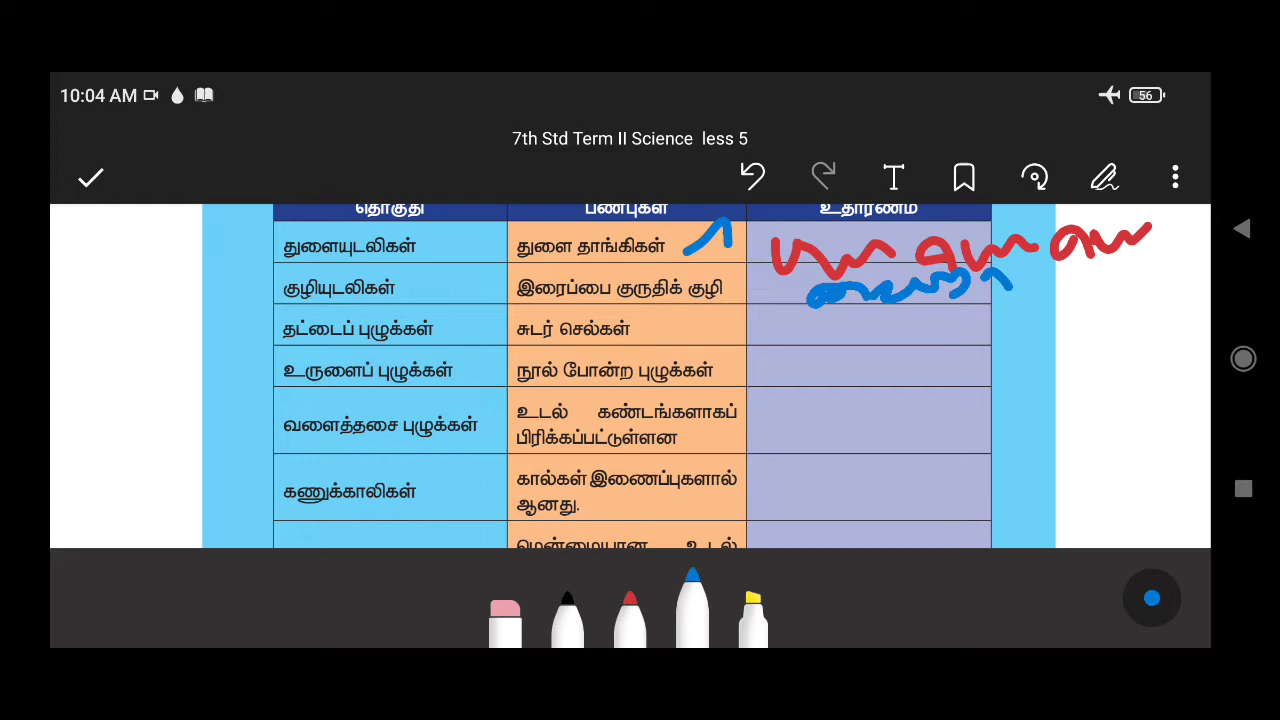 10:04 AM 56
7th Std Term II Science less 5
தொகுதி பண்புகள் உதாரணம்
துளையுடலிகள் துளை தாங்கிகள்
குழியுடலிகள் இரைப்பை குருதிக் குழி
தட்டைப் புழுக்கள் சுடர் செல்கள்
உருளைப் புழுக்கள் நூல் போன்ற புழுக்கள்
வளைத்தசை புழுக்கள் உடல் கண்டங்களாகப்
பிரிக்கப்பட்டுள்ளன
கணுக்காலிகள் கால்கள் இணைப்புகளால்
ஆனது.
மென்மையான உடல்